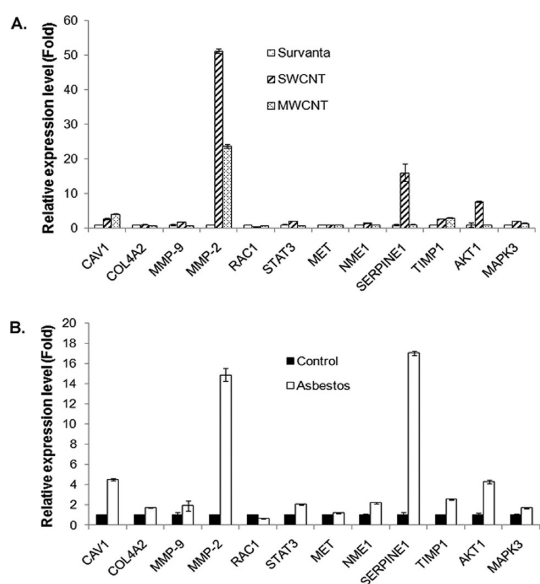 A.
Relative expression level (Fold)
60
50
40
30
20
10
0
Survanta
SWCNT
MWCNT
CAV1
COL4A2
MMP-9
MMP-2
RAC1
STAT3
MET
NME1
SERPINE1
TIMP1
AKT1
MAPK3
B.
Relative expression level (Fold)
20
18
16
14
12
10
8
6
4
2
0
Control
Asbestos
CAV1
COL4A2
MMP-9
MMP-2
RAC1
STAT3
MET
NME1
SERPINE1
TIMP1
AKT1
MAPK3